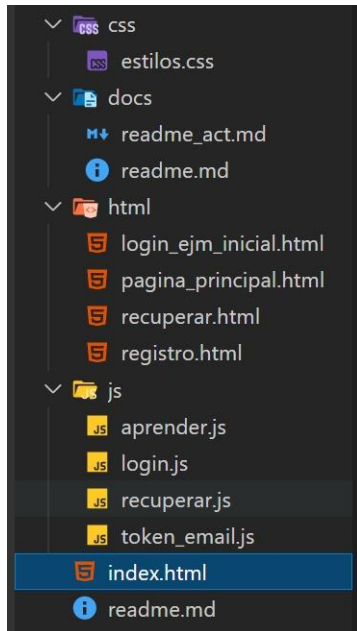 css
estilos.css
docs
readme_act.md
readme.md
html
login_ejm_inicial.html
pagina_principal.html
recuperar.html
registro.html
js
aprender.js
login.js
recuperar.js
token_email.js
index.html
readme.md